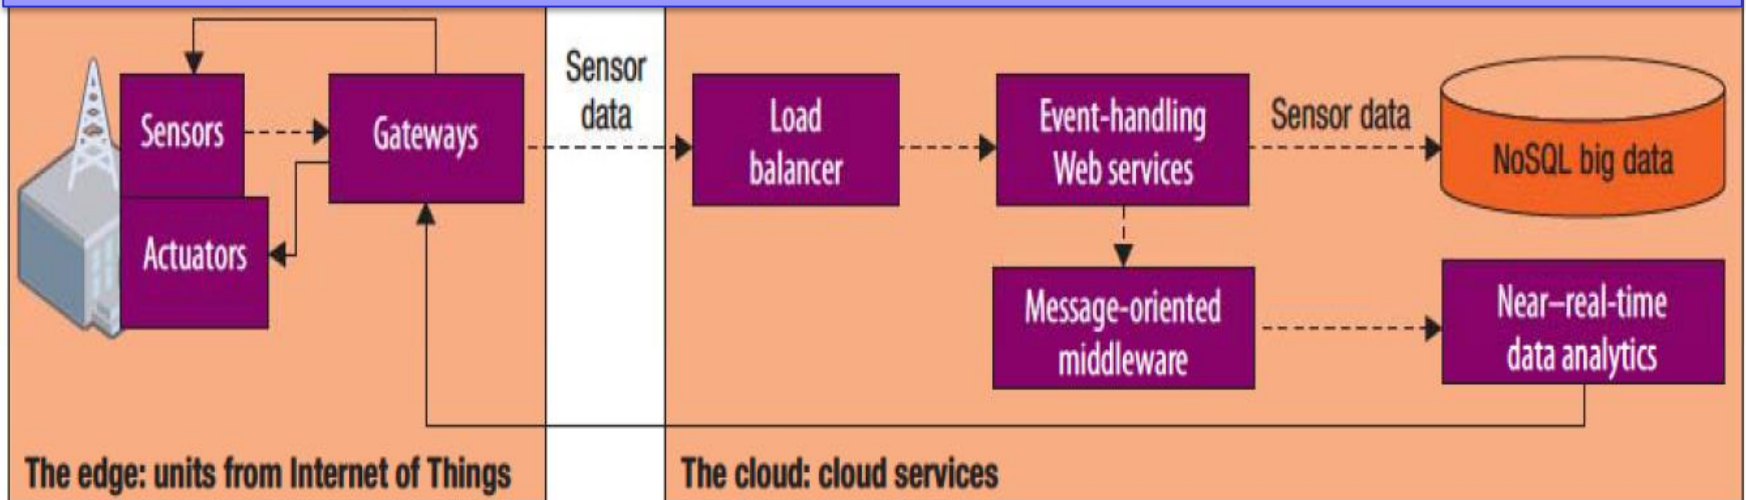 Sensors
Gateways
Actuators
Sensor
data
Load
balancer
Event-handling
Web services
Sensor data
NoSQL big data
Message-oriented
middleware
Near–real-time
data analytics
The edge: units from Internet of Things
The cloud: cloud services